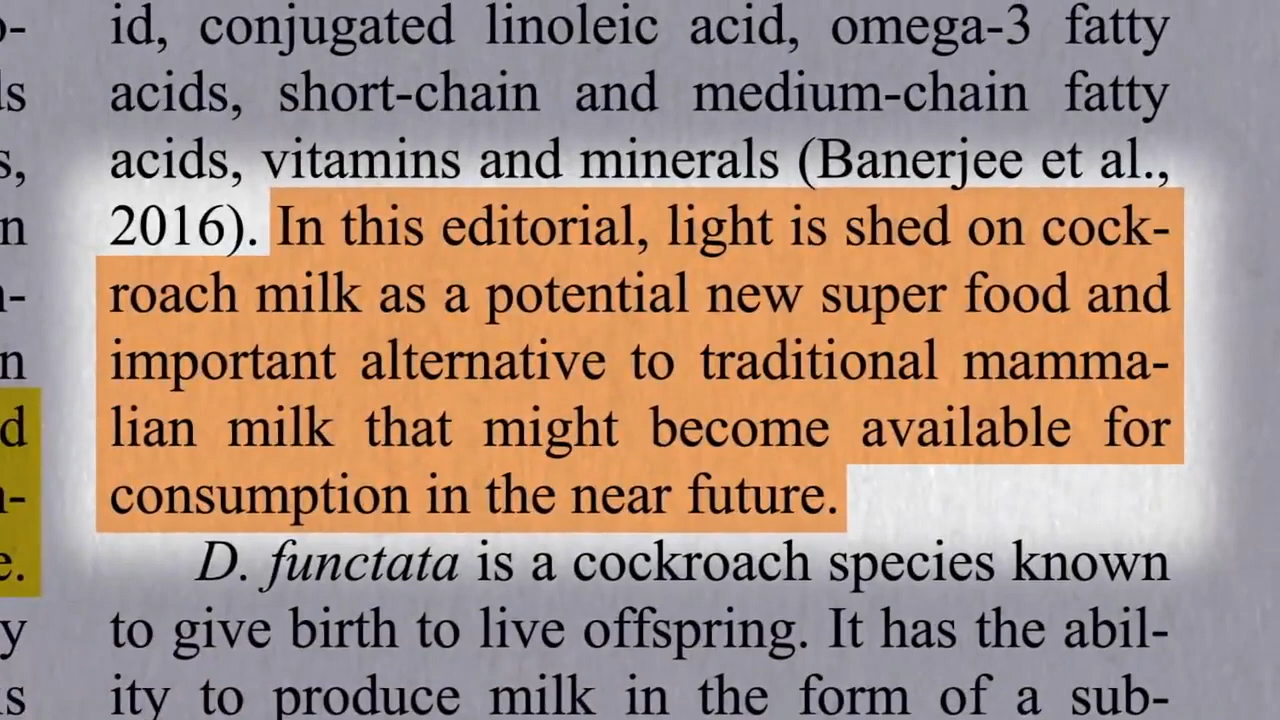 id, conjugated linoleic acid, omega-3 fatty
acids, short-chain and medium-chain fatty
acids, vitamins and minerals (Banerjee et al.,
2016). In this editorial, light is shed on cock-
roach milk as a potential new super food and
important alternative to traditional mamma-
lian milk that might become available for
consumption in the near future.
D. functata is a cockroach species known
to give birth to live offspring. It has the abil-
ity to produce milk in the form of a sub-